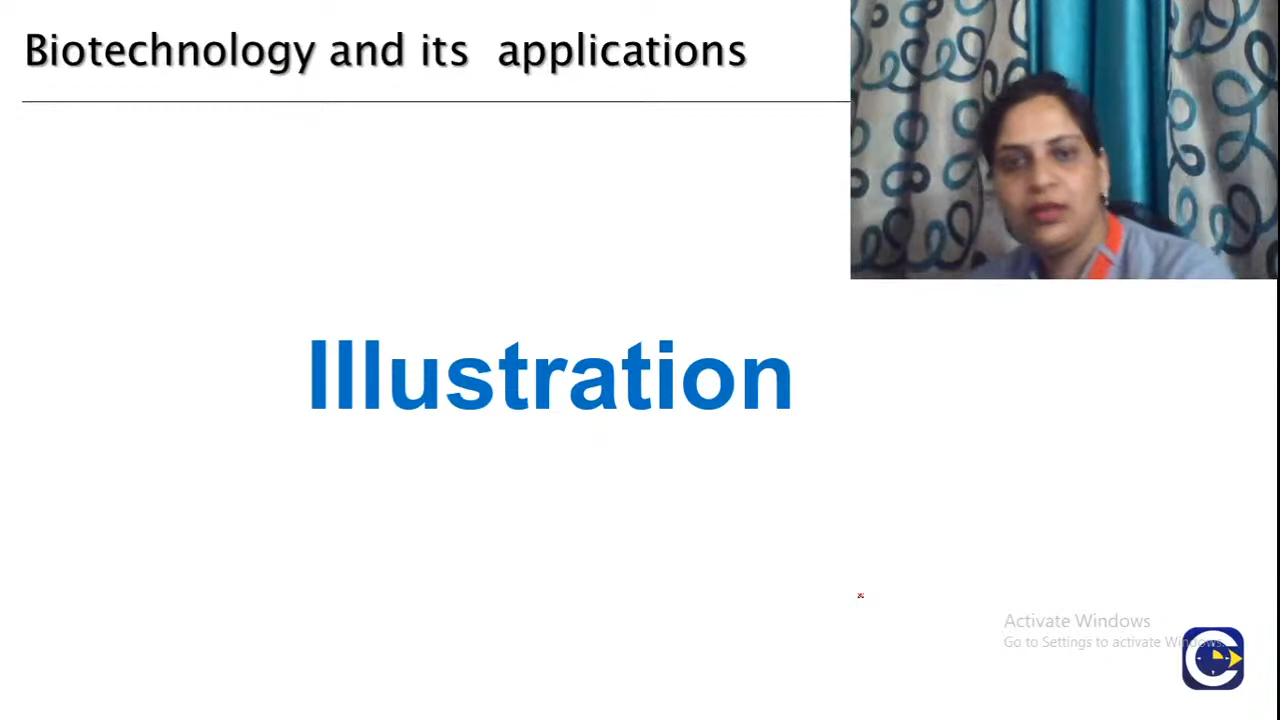 Biotechnology and its applications
Illustration
Activate Windows
Go to Settings to activate Windows.